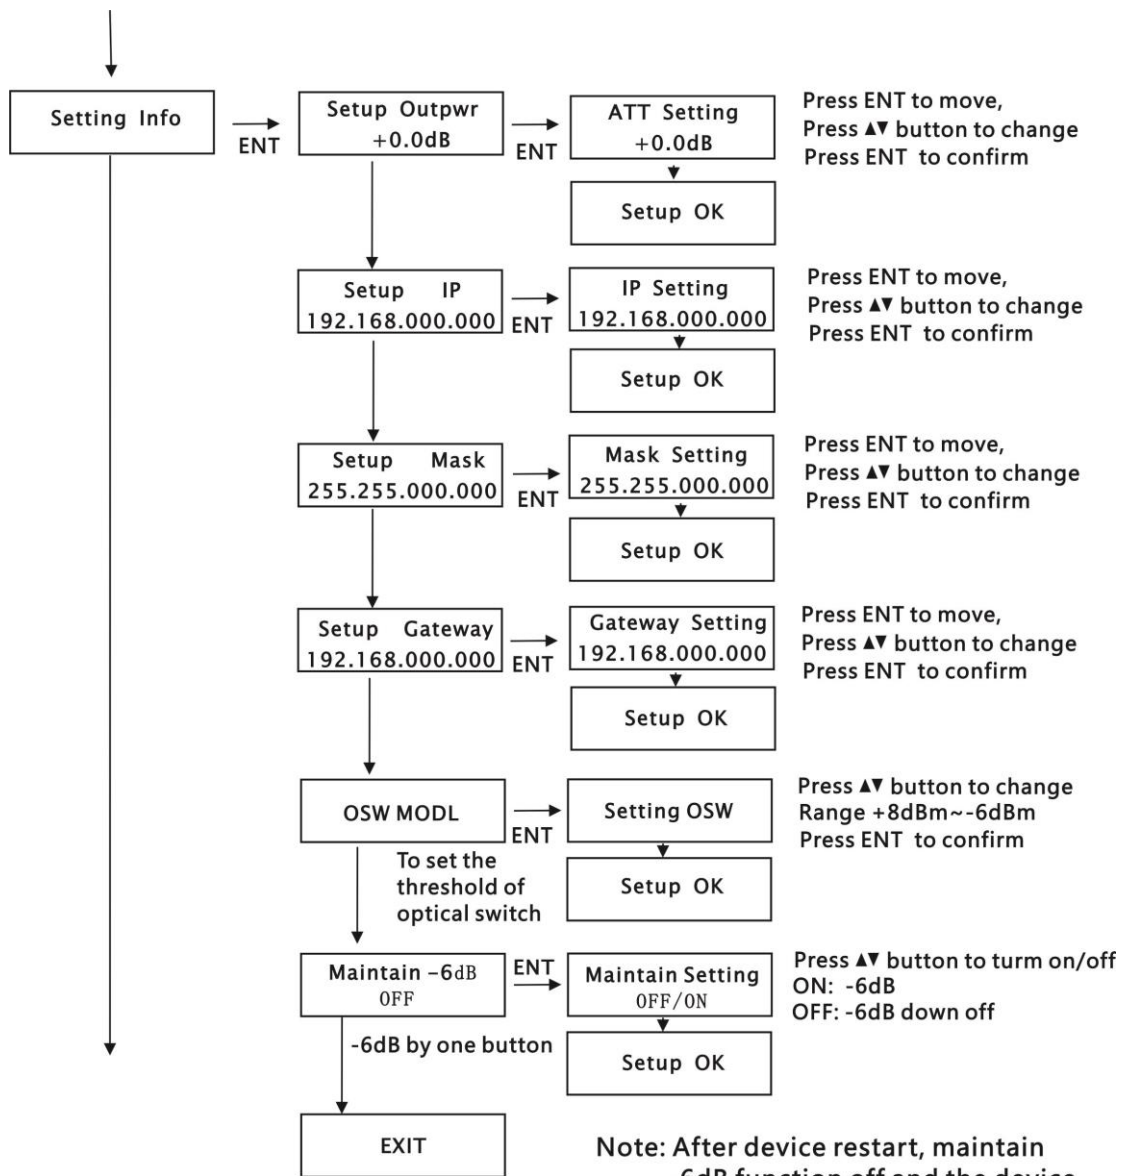 Setting Info
ENT
Setup Outpwr
+0.0dB
ENT
ATT Setting
+0.0dB
Press ENT to move,
Press ▲▼ button to change
Press ENT to confirm
Setup OK
Setup IP
192.168.000.000
ENT
IP Setting
192.168.000.000
Press ENT to move,
Press ▲▼ button to change
Press ENT to confirm
Setup OK
Setup Mask
255.255.000.000
ENT
Mask Setting
255.255.000.000
Press ENT to move,
Press ▲▼ button to change
Press ENT to confirm
Setup OK
Setup Gateway
192.168.000.000
ENT
Gateway Setting
192.168.000.000
Press ENT to move,
Press ▲▼ button to change
Press ENT to confirm
Setup OK
OSW MODL
ENT
Setting OSW
Press ▲▼ button to change
Range +8dBm~-6dBm
Press ENT to confirm
To set the
threshold of
optical switch
Setup OK
Maintain -6dB
OFF
ENT
Maintain Setting
OFF/ON
Press ▲▼ button to turm on/off
ON: -6dB
OFF: -6dB down off
-6dB by one button
Setup OK
EXIT
Note: After device restart, maintain
6dB function off and the device